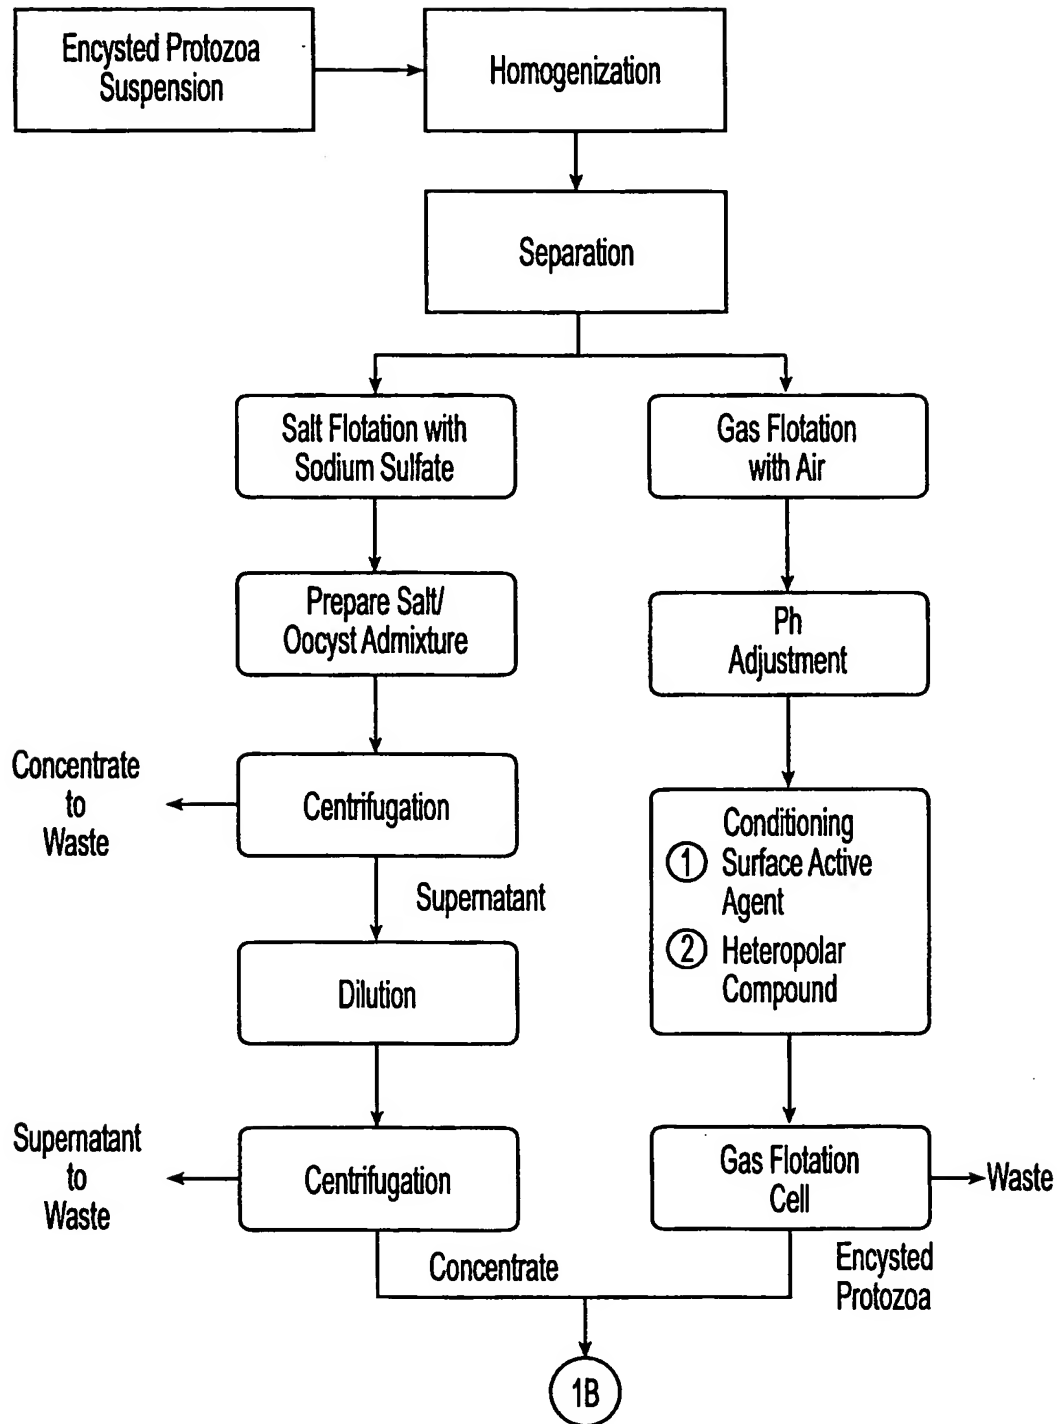 Encysted Protozoa
Suspension
Homogenization
Separation
Salt Flotation with
Sodium Sulfate
Gas Flotation
with Air
Prepare Salt/
Oocyst Admixture
Ph
Adjustment
Concentrate
to
Waste
Centrifugation
Conditioning
1 Surface Active
Agent
2 Heteropolar
Compound
Supernatant
Dilution
Supernatant
to
Waste
Centrifugation
Gas Flotation
Cell
Waste
Concentrate
Encysted
Protozoa
1B